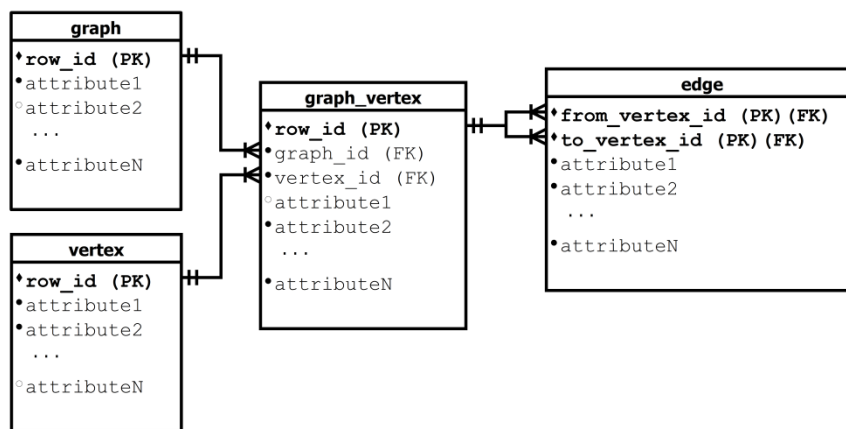 graph
row_id (PK)
attribute1
attribute2
...
attributeN
vertex
row_id (PK)
attribute1
attribute2
...
attributeN
graph_vertex
row_id (PK)
graph_id (FK)
vertex_id (FK)
attribute1
attribute2
...
attributeN
edge
from_vertex_id (PK)(FK)
to_vertex_id (PK)(FK)
attribute1
attribute2
...
attributeN